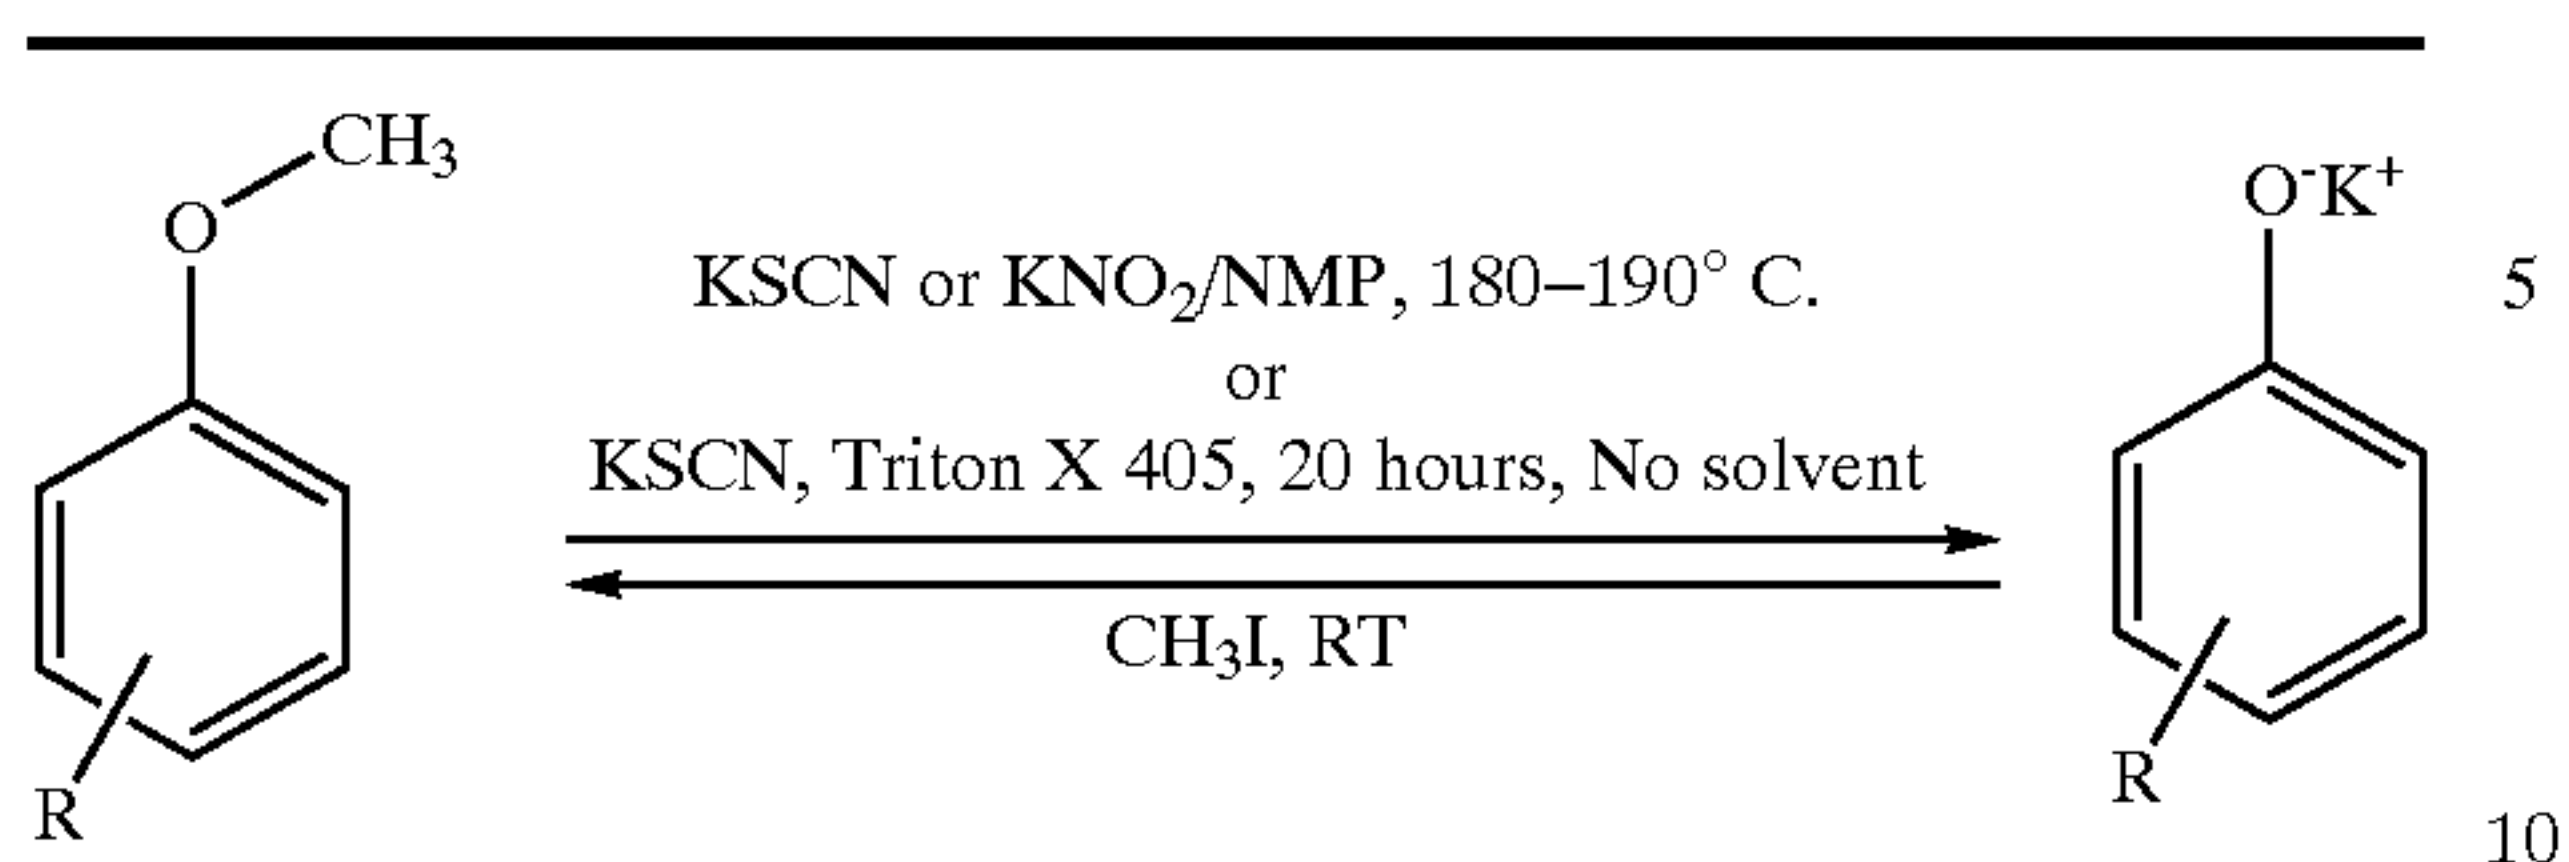 CH₃
O
O⁻K⁺
KSCN or KNO₂/NMP, 180–190° C.
5
or
KSCN, Triton X 405, 20 hours, No solvent
CH₃I, RT
R
R
10